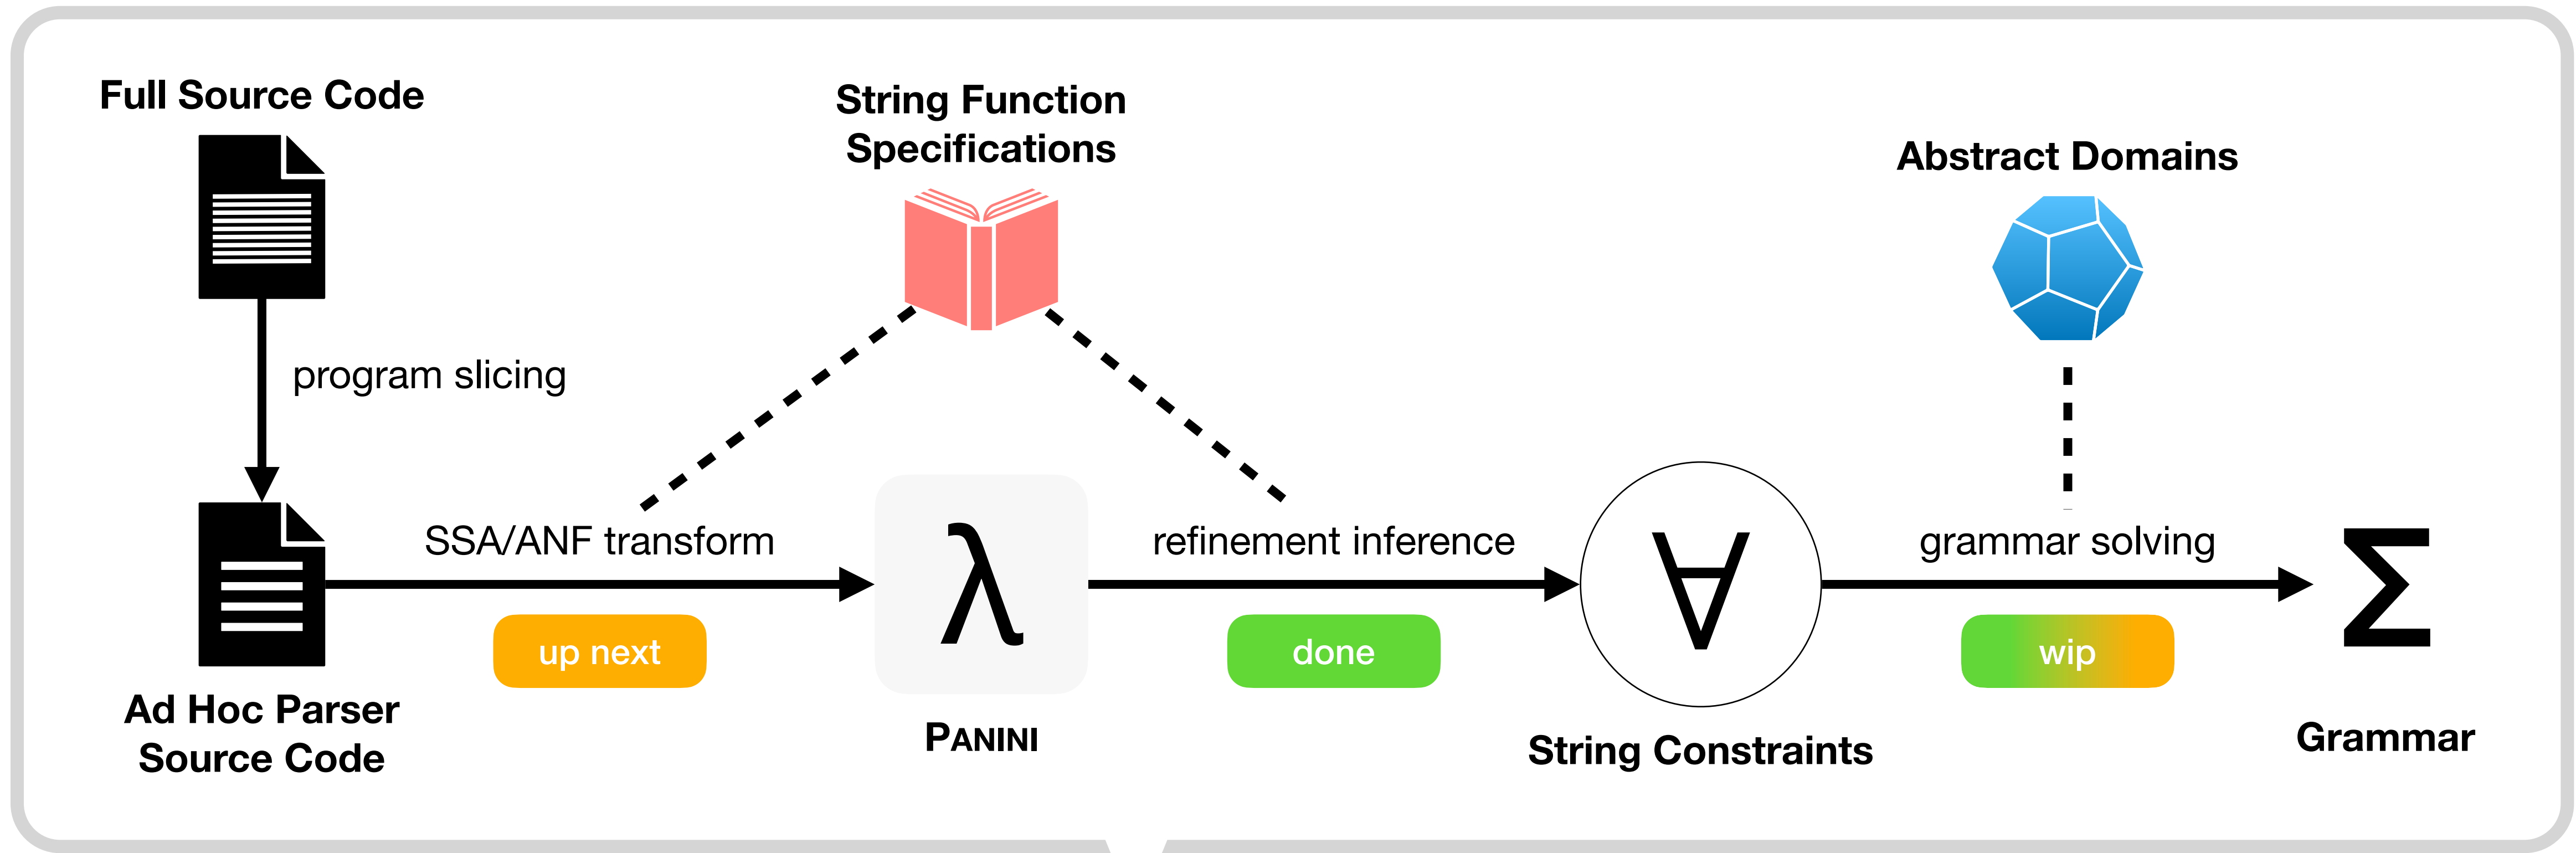 Full Source Code
String Function
Specifications
Abstract Domains
program slicing
SSA/ANF transform
refinement inference
grammar solving
λ
∀
Σ
up next
done
wip
Ad Hoc Parser
Source Code
PANINI
String Constraints
Grammar